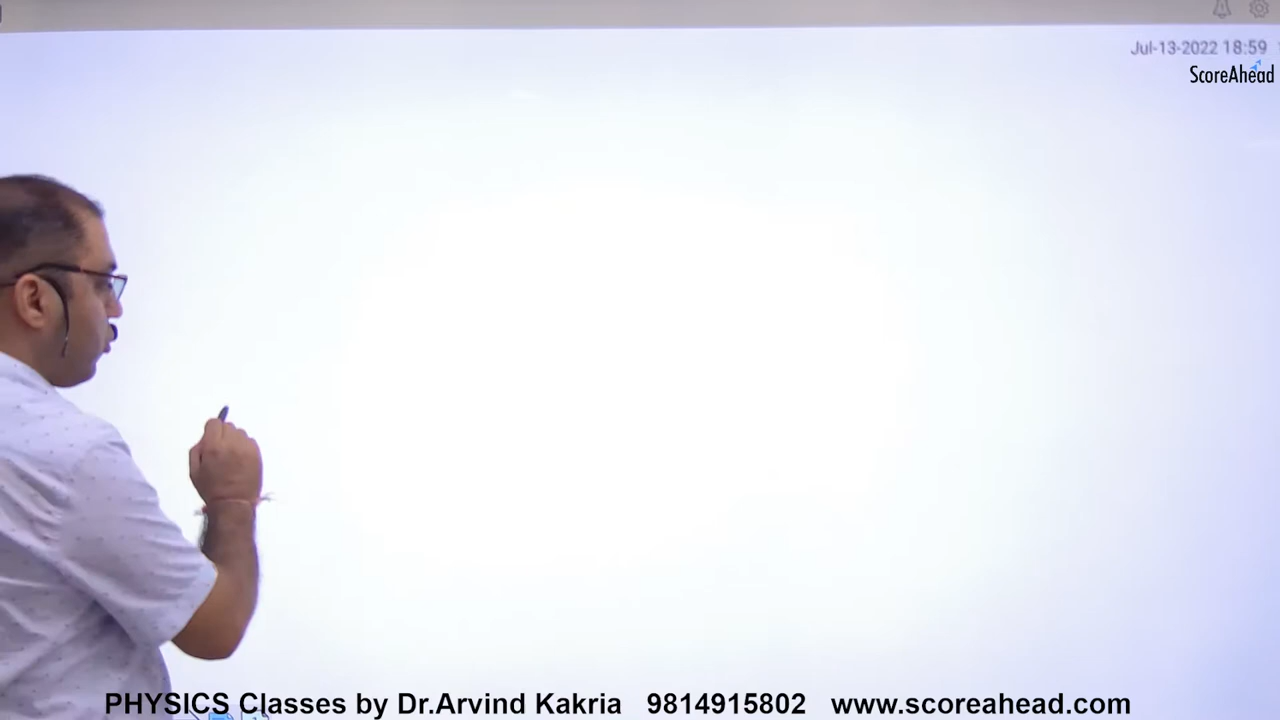 Jul-13-2022 18:59
ScoreAhead
PHYSICS Classes by Dr.Arvind Kakria 9814915802 www.scoreahead.com